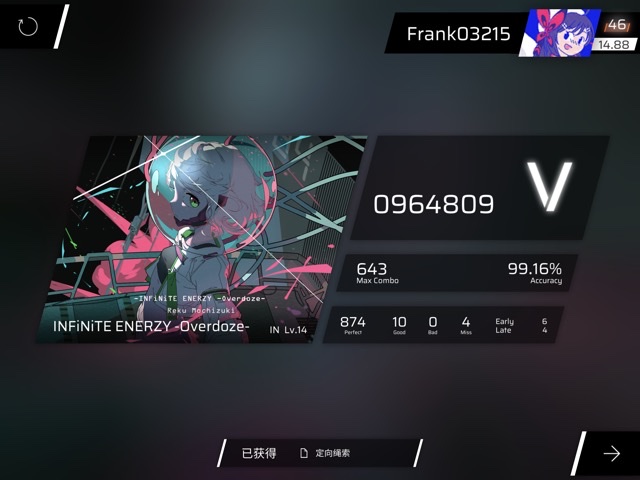 Frank03215
46
14.88
0964809
V
643
Max Combo
99.16%
Accuracy
-INFiNiTE ENERZY -Overdoze-
Reku Mochizuki
INFiNiTE ENERZY -Overdoze-
IN Lv.14
874 10 0 4
Perfect Good Bad Miss
Early 6
Late 4
已获得 定向绳索